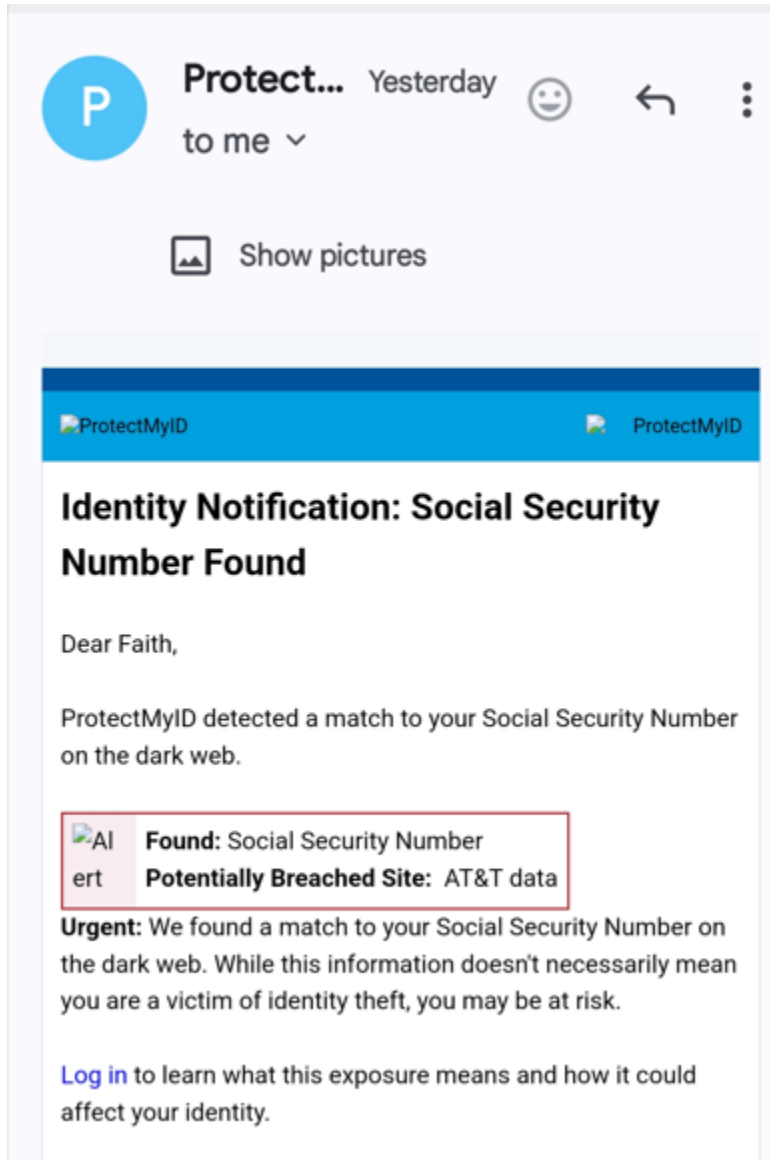 P
Protect... Yesterday
to me
Show pictures
ProtectMyID ProtectMyID
Identity Notification: Social Security
Number Found
Dear Faith,
ProtectMyID detected a match to your Social Security Number
on the dark web.
Al
ert
Found: Social Security Number
Potentially Breached Site: AT&T data
Urgent: We found a match to your Social Security Number on
the dark web. While this information doesn't necessarily mean
you are a victim of identity theft, you may be at risk.
Log in to learn what this exposure means and how it could
affect your identity.